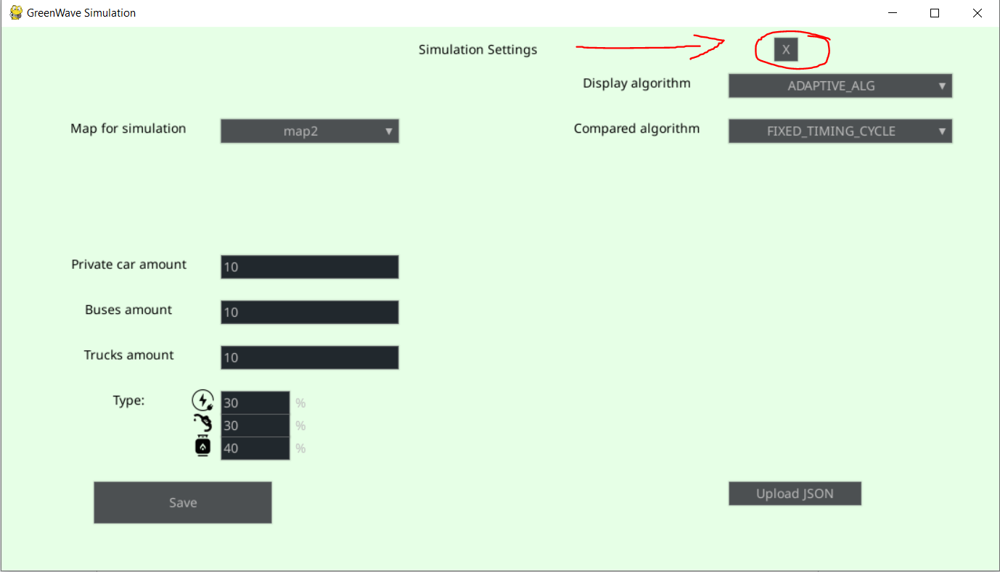 GreenWave Simulation
Simulation Settings X
Display algorithm ADAPTIVE_ALG ▼
Map for simulation map2 ▼ Compared algorithm FIXED_TIMING_CYCLE ▼
Private car amount 10
Buses amount 10
Trucks amount 10
Type: 30 %
30 %
40 %
Save Upload JSON